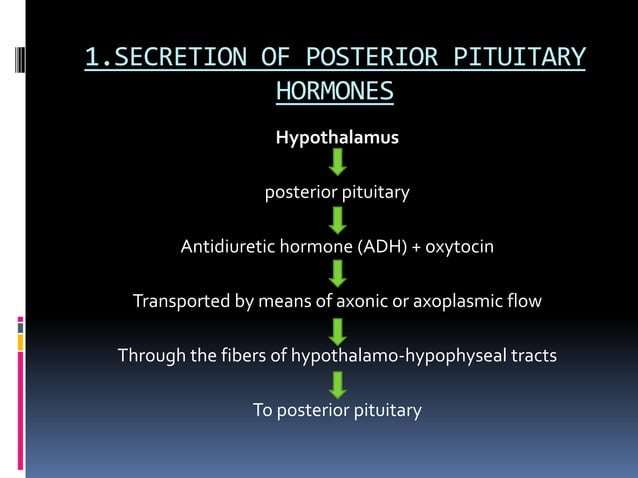 1.SECRETION OF POSTERIOR PITUITARY
HORMONES
Hypothalamus
posterior pituitary
Antidiuretic hormone (ADH) + oxytocin
Transported by means of axonic or axoplasmic flow
Through the fibers of hypothalamo-hypophyseal tracts
To posterior pituitary